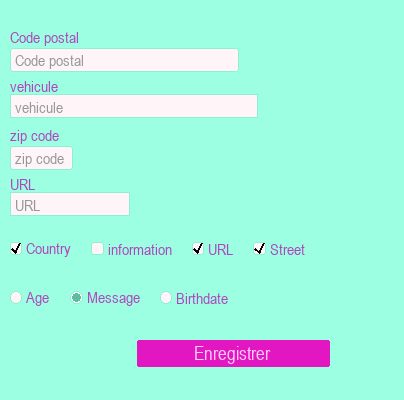 Code postal
Code postal
vehicule
vehicule
zip code
zip code
URL
URL
Country information URL Street
Age Message Birthdate
Enregistrer